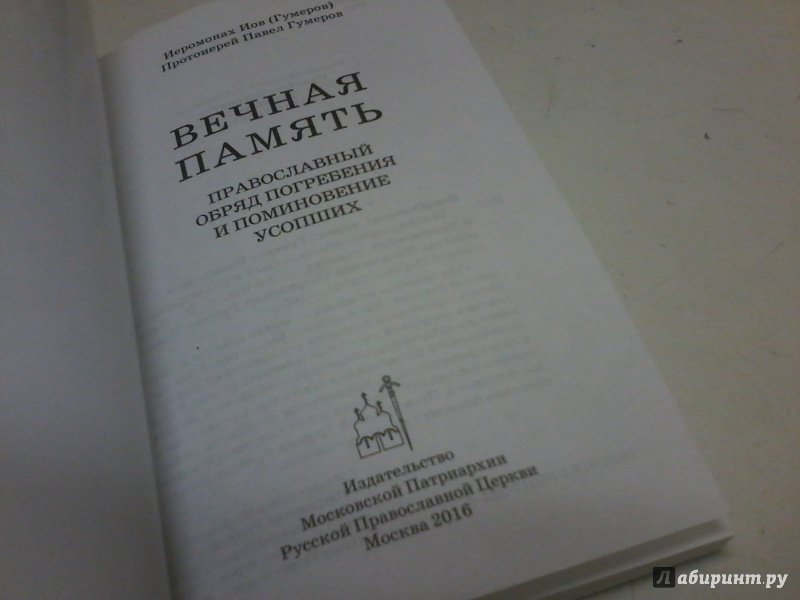 Иеромонах Иов (Гумеров)
Протоиерей Павел Гумеров
ВЕЧНАЯ
ПАМЯТЬ
ПРАВОСЛАВНЫЙ
ОБРЯД ПОГРЕБЕНИЯ
И ПОМИНОВЕНИЕ
УСОПШИХ
Издательство
Московской Патриархии
Русской Православной Церкви
Москва 2016
Лабиринт.ру